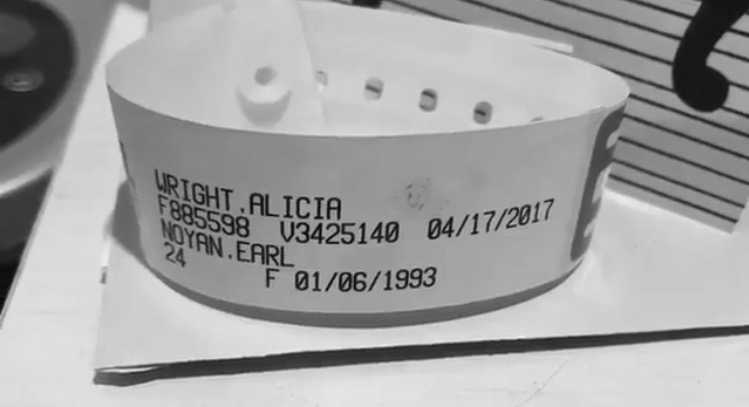 WRIGHT,ALICIA
F885598 V3425140 04/17/2017
NOYAN,EARL
24 F 01/06/1993